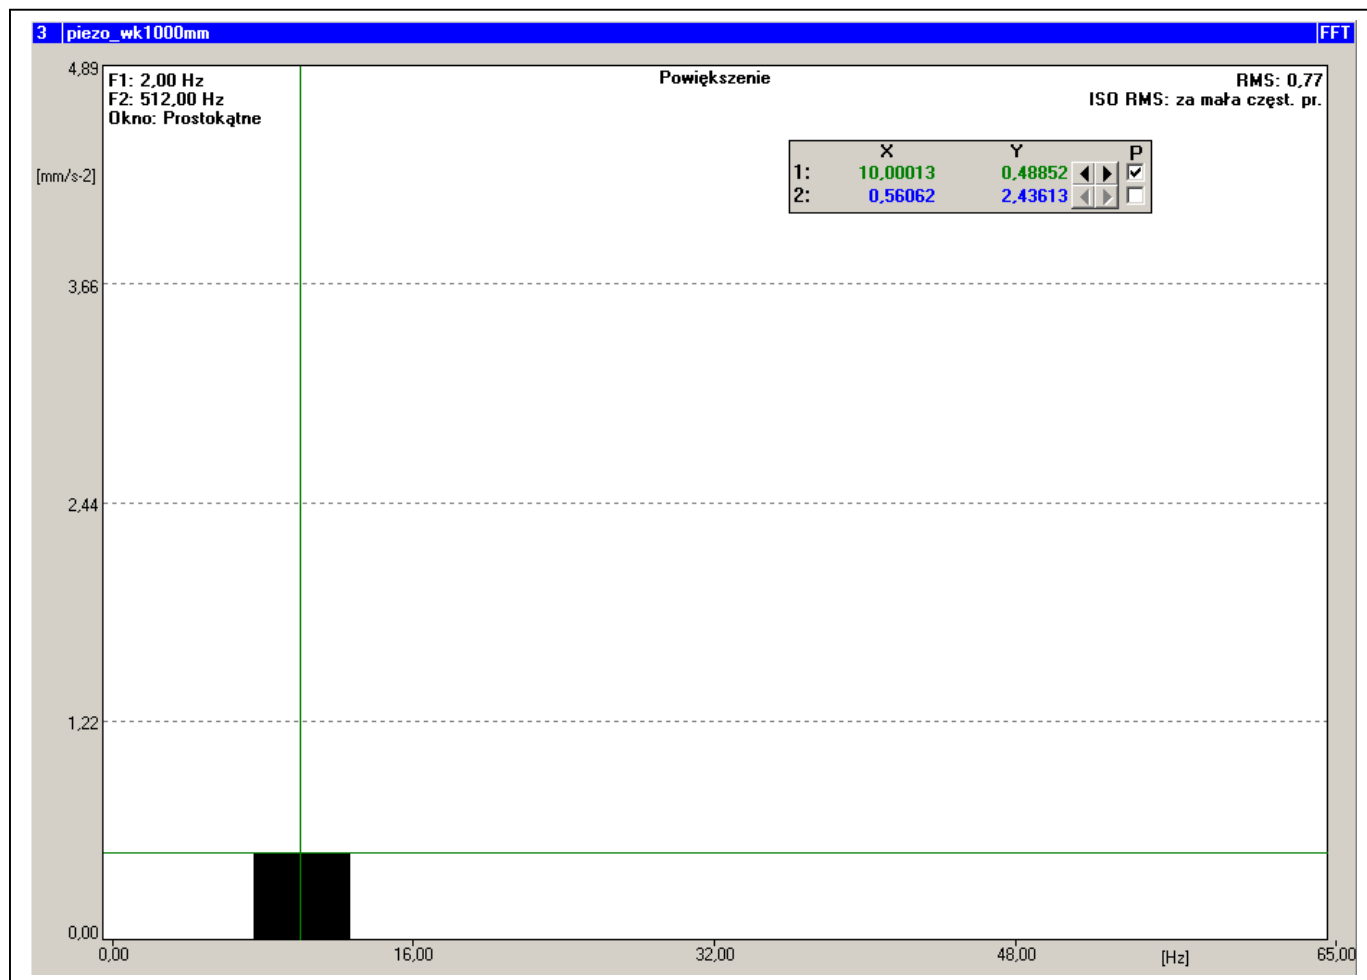 3 piezo_wk1000mm FFT
4,89
F1: 2,00 Hz Powiększenie RMS: 0,77
F2: 512,00 Hz ISO RMS: za mała częst. pr.
Okno: Prostokątne
X Y P
[mm/s-2]
1: 10,00013 0,48852
2: 0,56062 2,43613
3,66
2,44
1,22
0,00
0,00 16,00 32,00 48,00 [Hz] 65,00